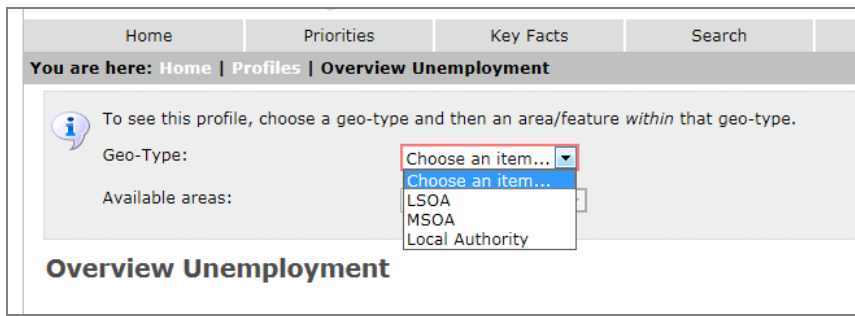 Home Priorities Key Facts Search
You are here: Home | Profiles | Overview Unemployment
To see this profile, choose a geo-type and then an area/feature within that geo-type.
Geo-Type: Choose an item...
Choose an item...
Available areas: LSOA
MSOA
Local Authority
Overview Unemployment